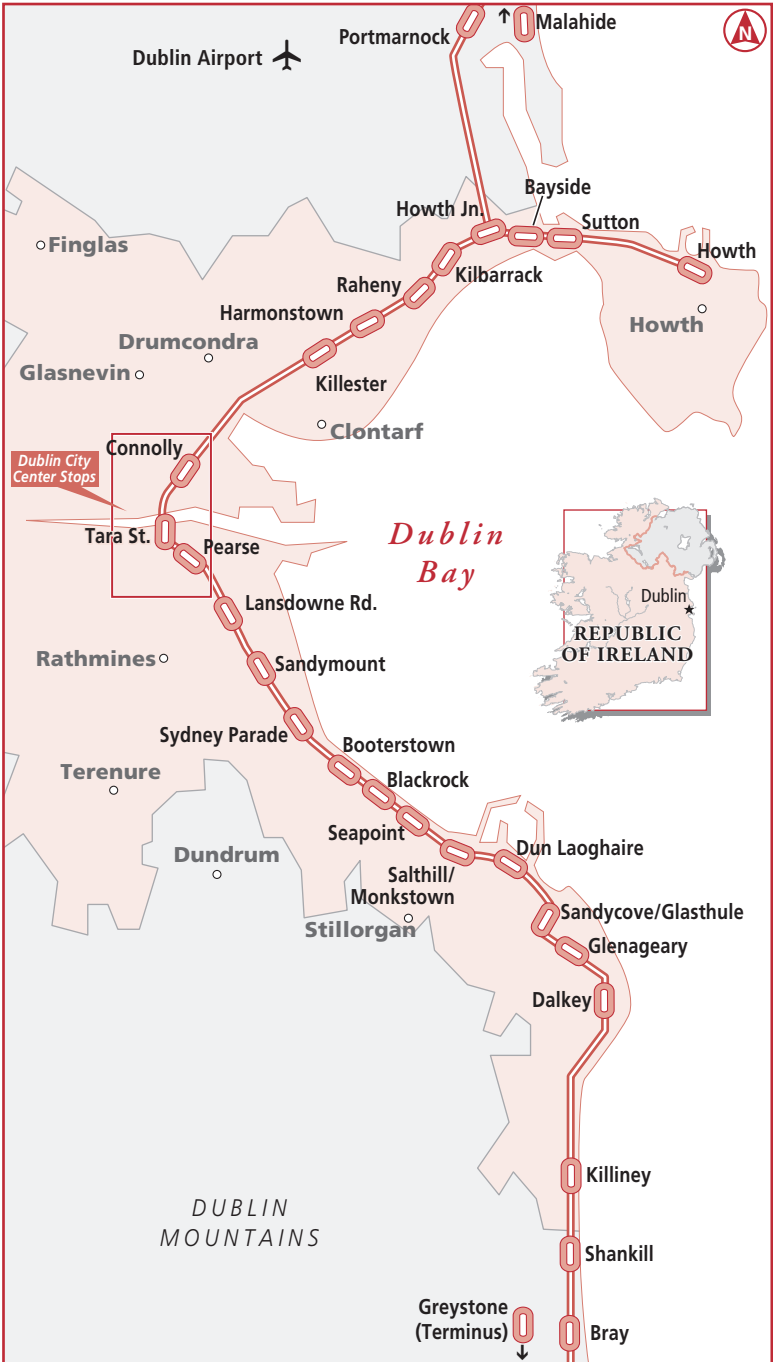 Portmarnock
Malahide
N
Dublin Airport
Bayside
Howth Jn.
Sutton
Finglas
Howth
Kilbarrack
Raheny
Harmonstown
Howth
Drumcondra
Glasnevin
Killester
Clontarf
Connolly
Dublin City
Center Stops
Tara St.
Pearse
Dublin
Bay
Lansdowne Rd.
Dublin
REPUBLIC
OF IRELAND
Rathmines
Sandymount
Sydney Parade
Booterstown
Terenure
Blackrock
Seapoint
Dundrum
Dun Laoghaire
Salthill/
Monkstown
Sandycove/Glasthule
Stillorgan
Glenageary
Dalkey
Killiney
DUBLIN
MOUNTAINS
Shankill
Greystone
(Terminus)
Bray